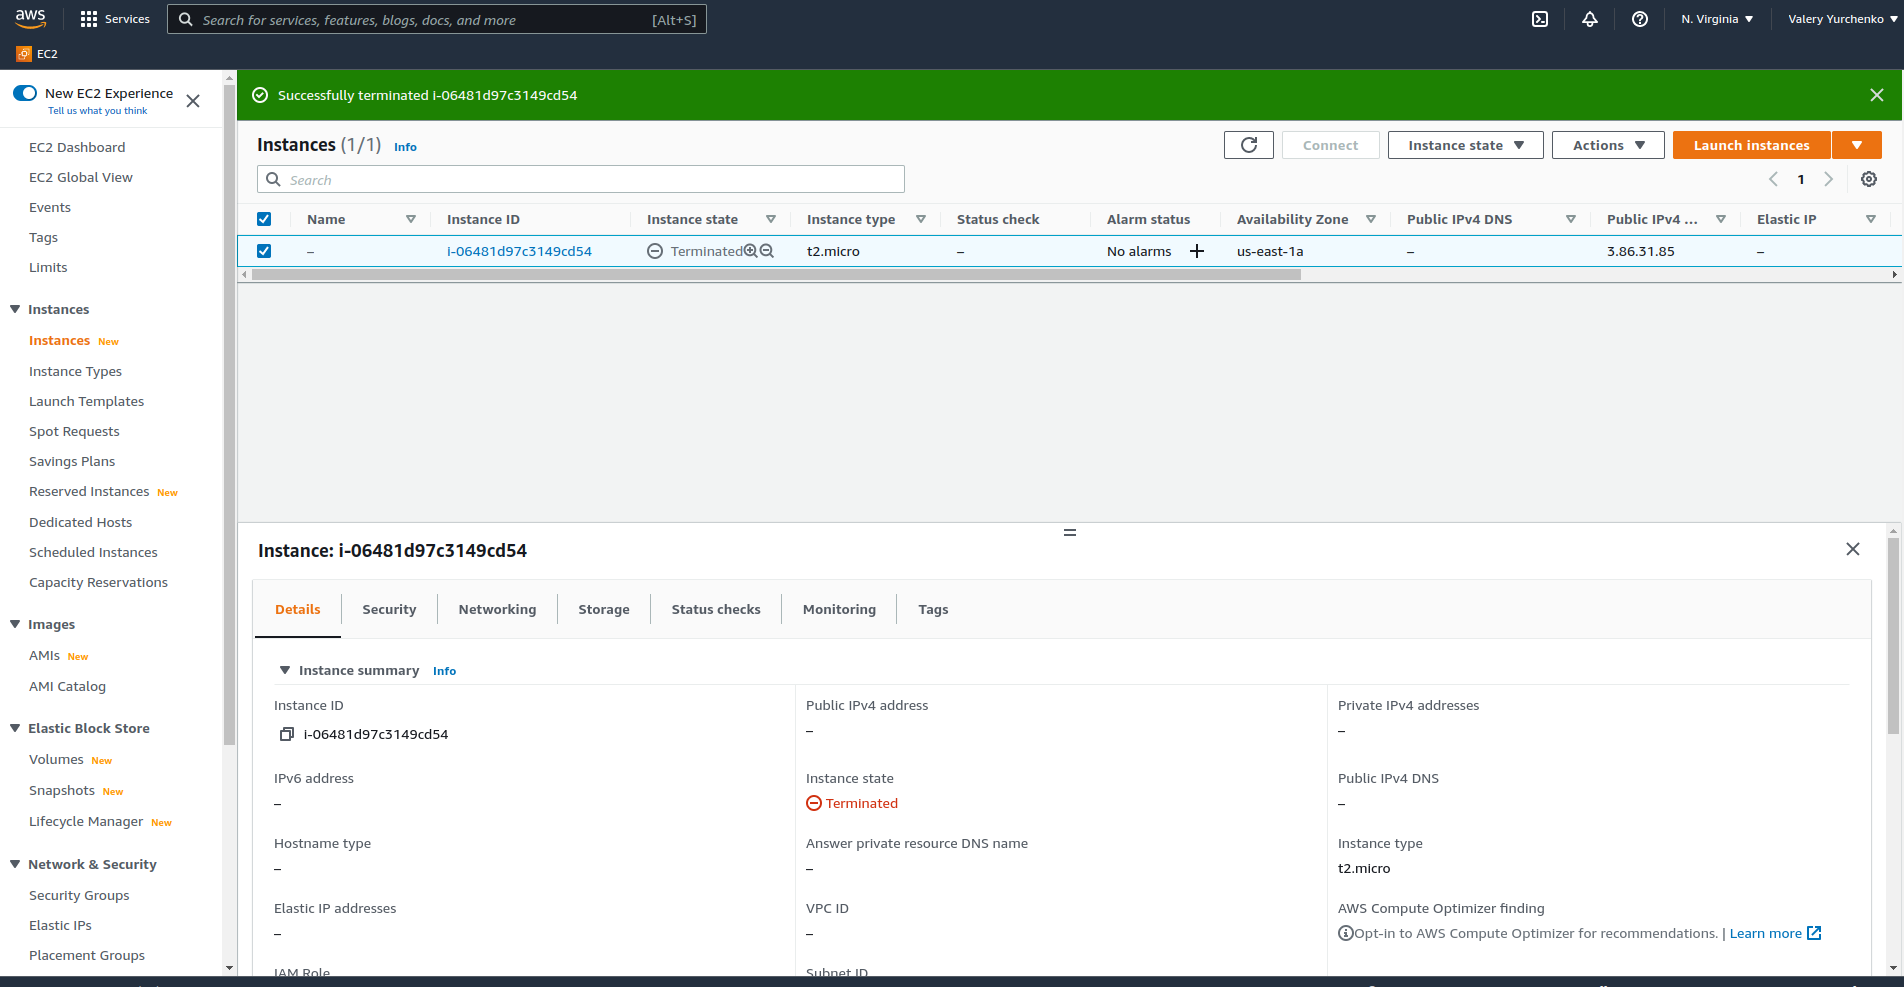 aws
Services
Search for services, features, blogs, docs, and more [Alt+S]
N. Virginia
Valery Yurchenko
EC2
New EC2 Experience
Tell us what you think
EC2 Dashboard
EC2 Global View
Events
Tags
Limits
Instances
Instances New
Instance Types
Launch Templates
Spot Requests
Savings Plans
Reserved Instances New
Dedicated Hosts
Scheduled Instances
Capacity Reservations
Images
AMIs New
AMI Catalog
Elastic Block Store
Volumes New
Snapshots New
Lifecycle Manager New
Network & Security
Security Groups
Elastic IPs
Placement Groups
Successfully terminated i-06481d97c3149cd54
Instances (1/1) Info
Connect
Instance state
Actions
Launch instances
Search
1
Name Instance ID Instance state Instance type Status check Alarm status Availability Zone Public IPv4 DNS Public IPv4 ... Elastic IP
– i-06481d97c3149cd54 Terminated t2.micro – No alarms + us-east-1a – 3.86.31.85 –
Instance: i-06481d97c3149cd54
Details Security Networking Storage Status checks Monitoring Tags
Instance summary Info
Instance ID
i-06481d97c3149cd54
Public IPv4 address
–
Private IPv4 addresses
–
IPv6 address
–
Instance state
Terminated
Public IPv4 DNS
–
Hostname type
–
Answer private resource DNS name
–
Instance type
t2.micro
Elastic IP addresses
–
VPC ID
–
AWS Compute Optimizer finding
Opt-in to AWS Compute Optimizer for recommendations. | Learn more
IAM Role
Subnet ID